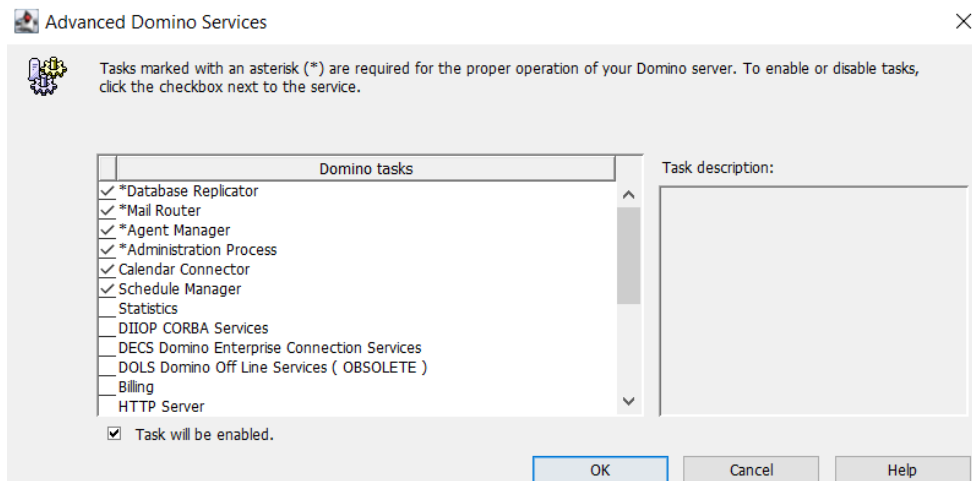 Advanced Domino Services
Tasks marked with an asterisk (*) are required for the proper operation of your Domino server. To enable or disable tasks,
click the checkbox next to the service.
Domino tasks
Task description:
*Database Replicator
*Mail Router
*Agent Manager
*Administration Process
Calendar Connector
Schedule Manager
Statistics
DIIOP CORBA Services
DECS Domino Enterprise Connection Services
DOLS Domino Off Line Services ( OBSOLETE )
Billing
HTTP Server
Task will be enabled.
OK
Cancel
Help